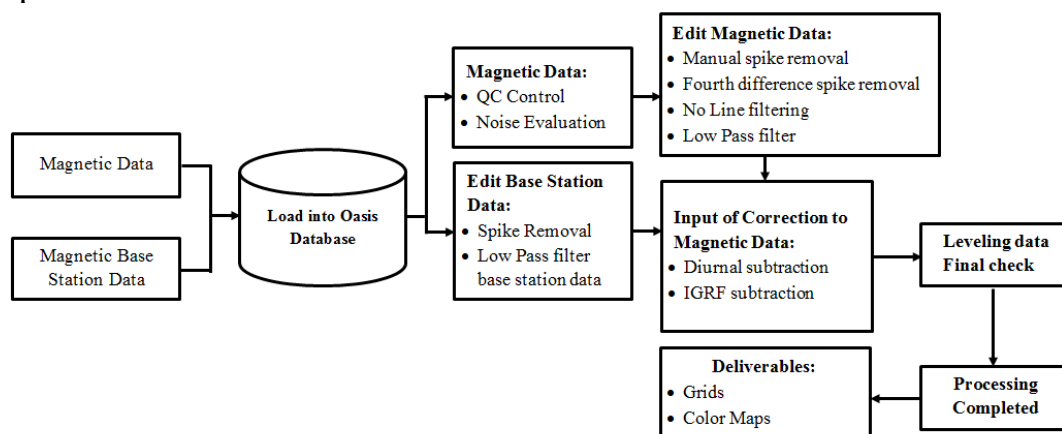 Magnetic Data
Magnetic Base
Station Data
Load into Oasis
Database
Magnetic Data:
• QC Control
• Noise Evaluation
Edit Base Station
Data:
• Spike Removal
• Low Pass filter
base station data
Edit Magnetic Data:
• Manual spike removal
• Fourth difference spike removal
• No Line filtering
• Low Pass filter
Input of Correction to
Magnetic Data:
• Diurnal subtraction
• IGRF subtraction
Leveling data
Final check
Processing
Completed
Deliverables:
• Grids
• Color Maps